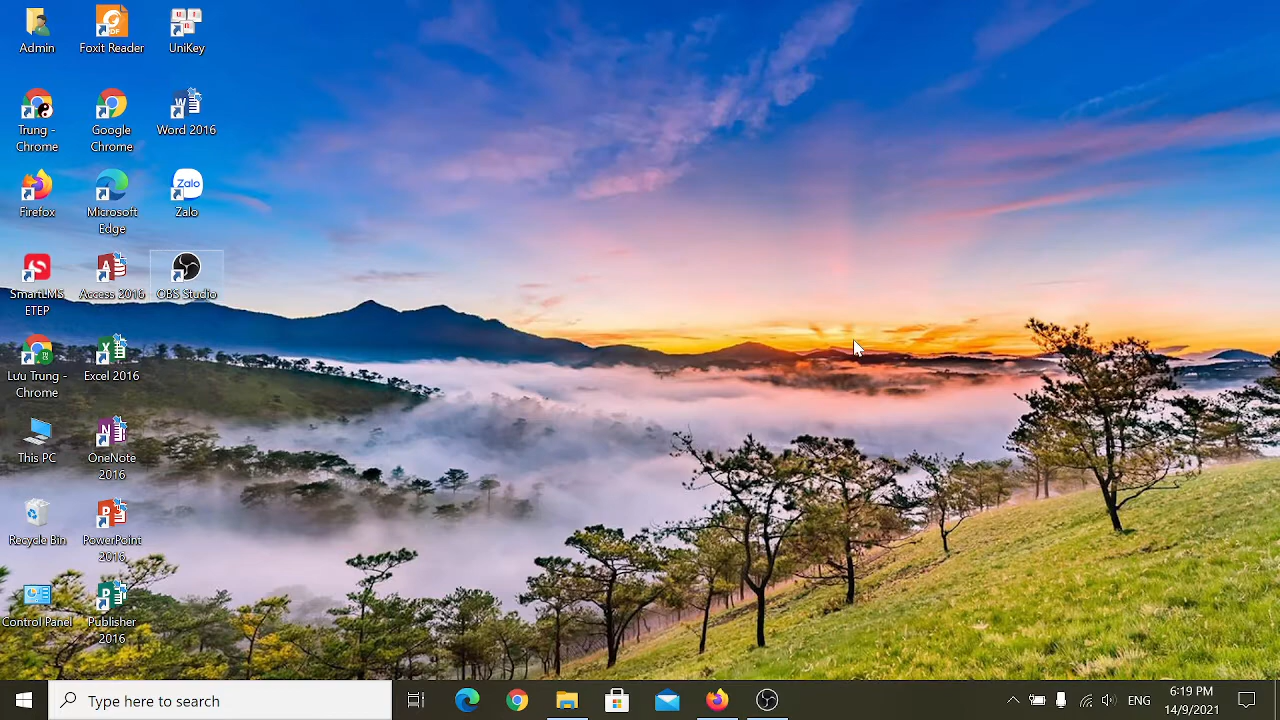 Admin
Foxit Reader
UniKey
Trung -
Chrome
Google
Chrome
Word 2016
Firefox
Microsoft
Edge
Zalo
Zalo
SmartLMS
ETEP
Access 2016
OBS Studio
Lưu Trung -
Chrome
Excel 2016
This PC
OneNote
2016
Recycle Bin
PowerPoint
2016
Control Panel
Publisher
2016
Type here to search
ENG
6:19 PM
14/9/2021